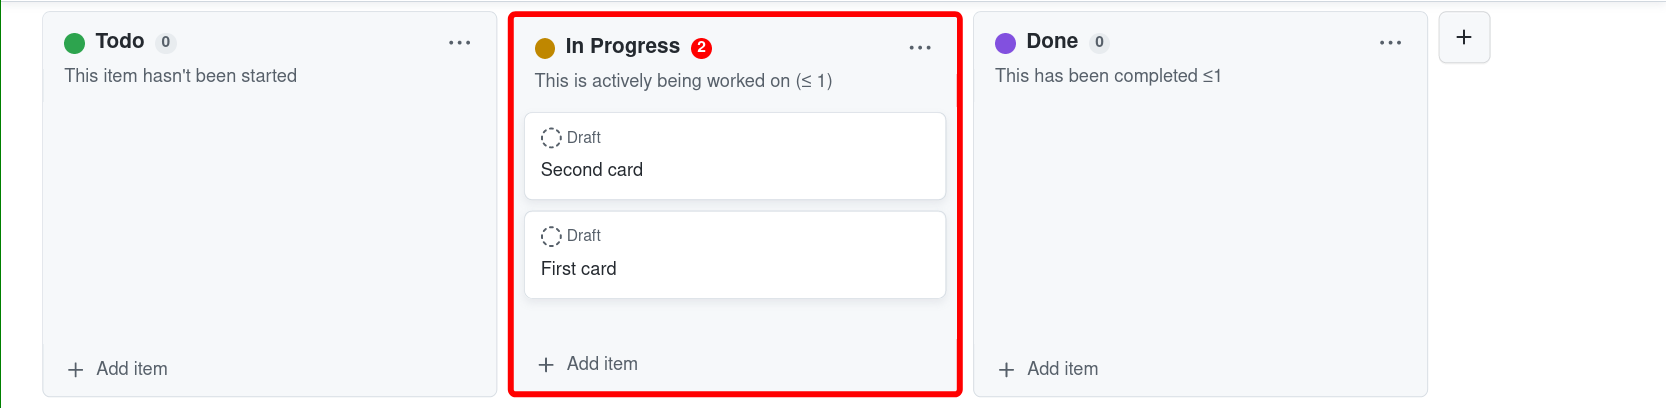 Todo 0
This item hasn't been started
+ Add item
In Progress 2
This is actively being worked on (≤ 1)
Draft
Second card
Draft
First card
+ Add item
Done 0
This has been completed ≤1
+ Add item
+